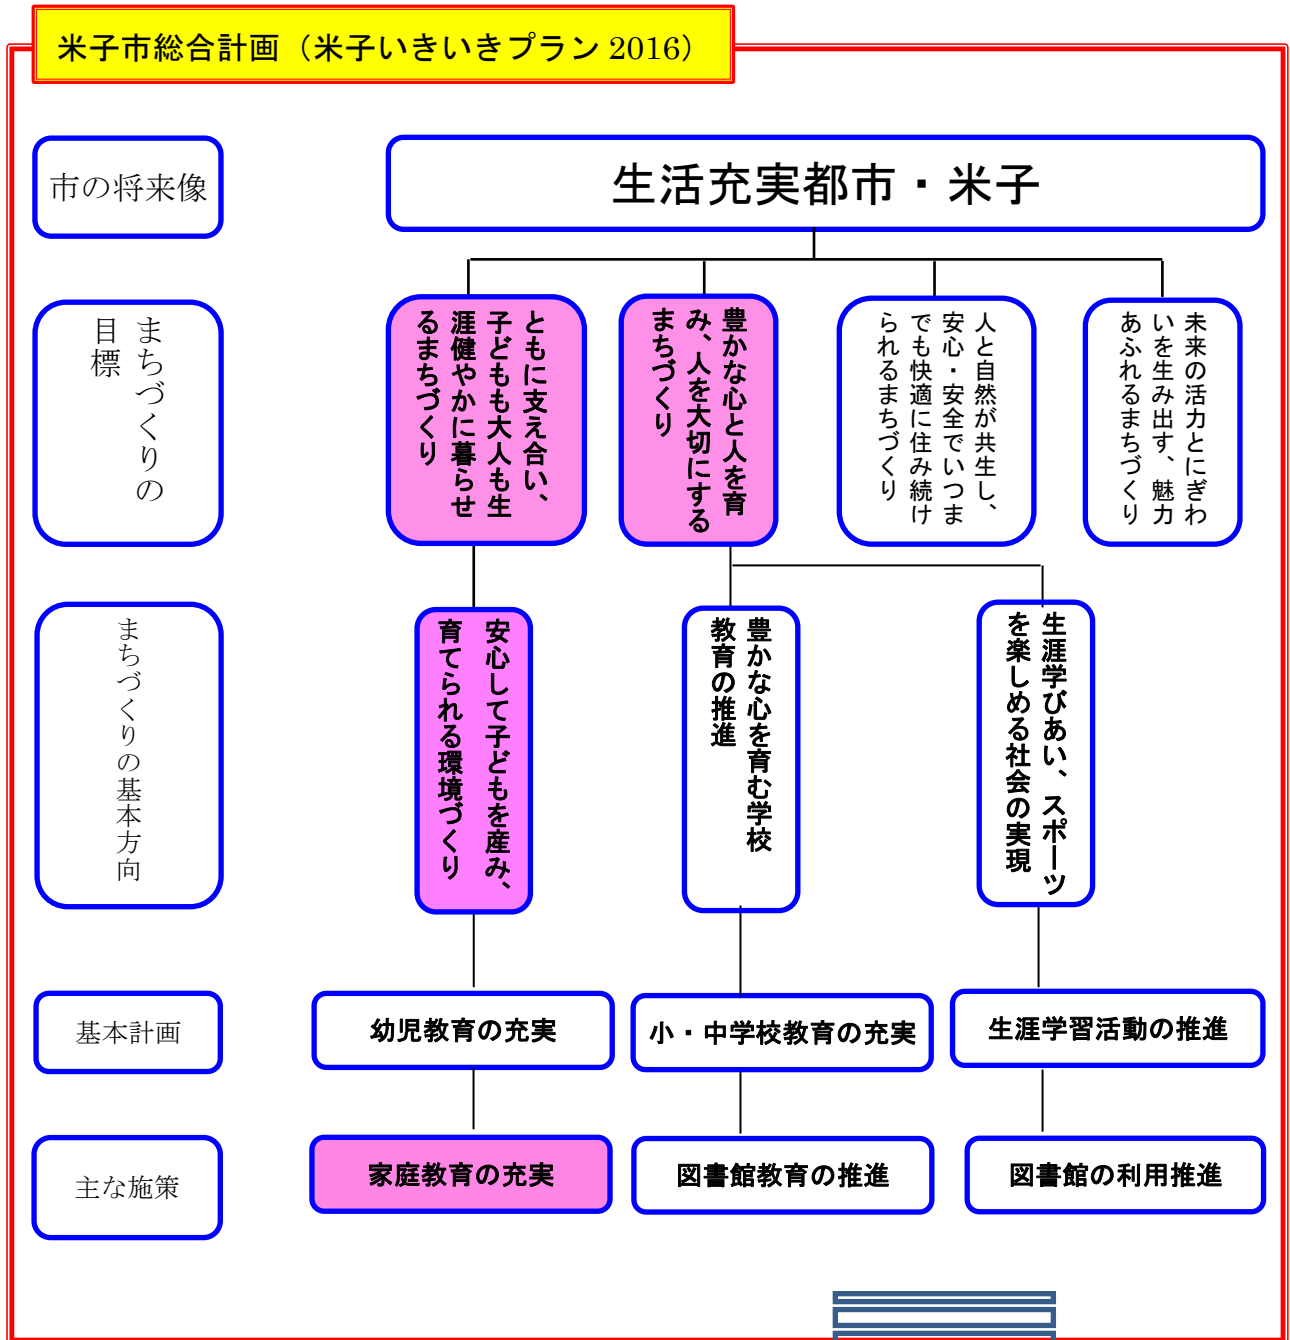 米子市総合計画（米子いきいきプラン 2016）
市の将来像
生活充実都市・米子
まちづくりの
目標
ともに支え合い、
子どもも大人も生
涯健やかに暮らせ
るまちづくり
豊かな心と人を育
み、人を大切にする
まちづくり
人と自然が共生し、
安心・安全でいつま
でも快適に住み続け
られるまちづくり
未来の活力とにぎわ
いを生み出す、魅力
あふれるまちづくり
まちづくりの基本方向
安心して子どもを産み、
育てられる環境づくり
豊かな心を育む学校
教育の推進
生涯学びあい、スポーツ
を楽しめる社会の実現
基本計画
幼児教育の充実
小・中学校教育の充実
生涯学習活動の推進
主な施策
家庭教育の充実
図書館教育の推進
図書館の利用推進